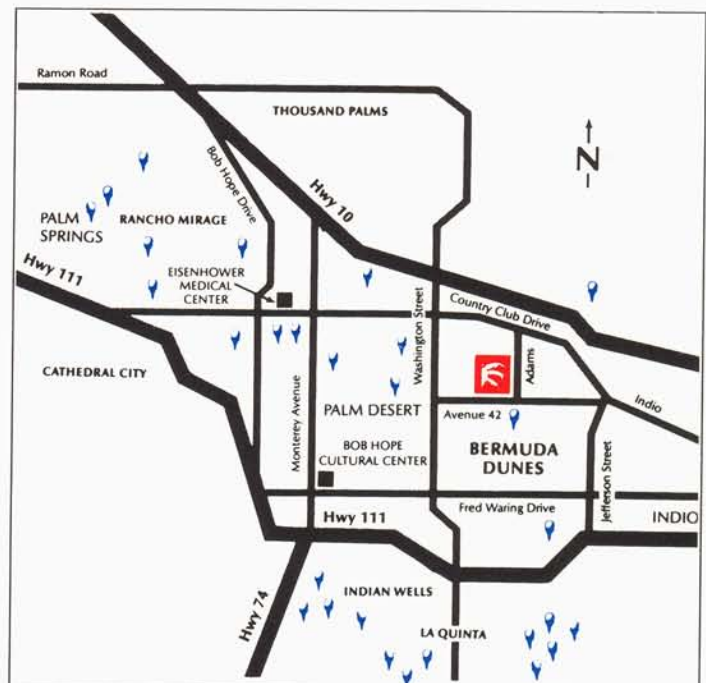 Ramon Road
THOUSAND PALMS
Bob Hope Drive
Hwy 10
-N→
PALM
SPRINGS
RANCHO MIRAGE
Hwy 111
EISENHOWER
MEDICAL
CENTER
Country Club Drive
Washington Street
Adams
CATHEDRAL CITY
Monterey Avenue
PALM DESERT
Avenue 42
Indio
BOB HOPE
CULTURAL CENTER
BERMUDA
DUNES
Jefferson Street
Fred Waring Drive
Hwy 111
INDIO
Hwy 74
INDIAN WELLS
LA QUINTA